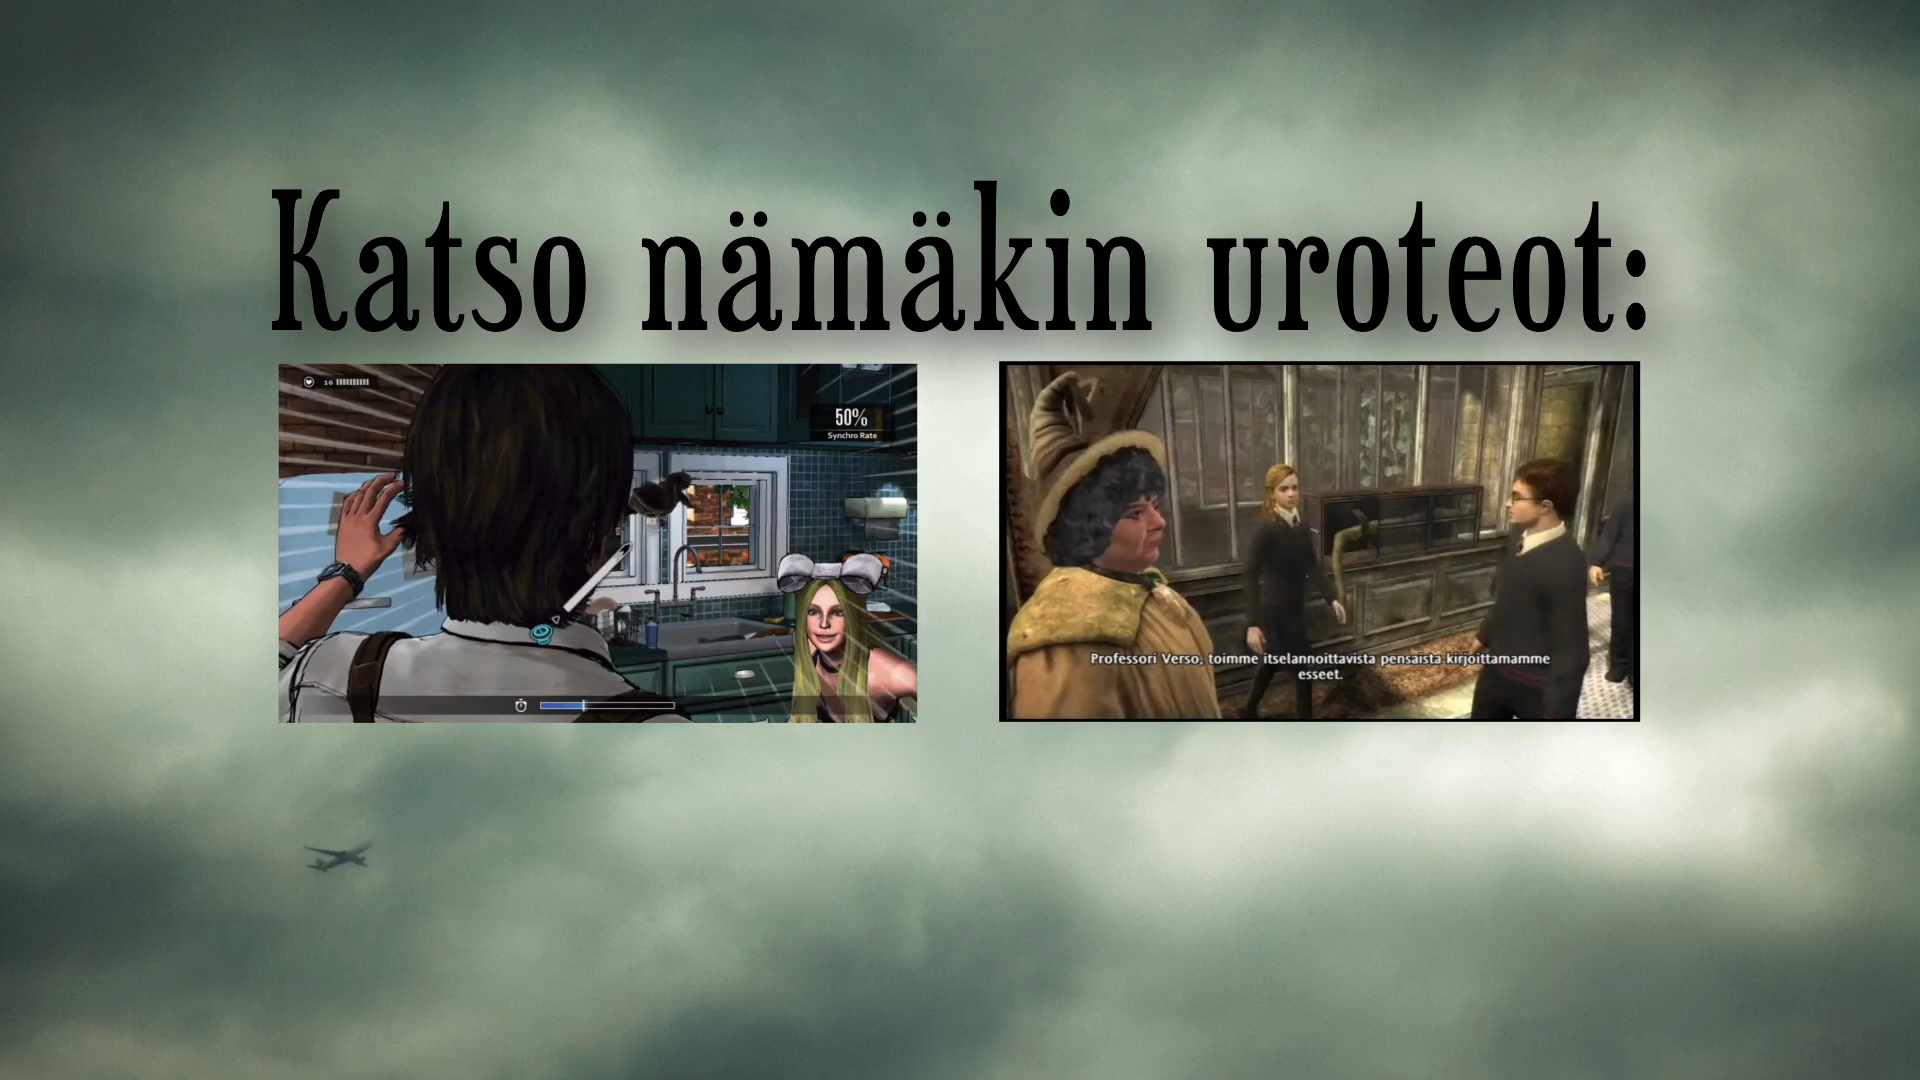 Katso nämäkin uroteot:
10
50%
Synchro Rate
Professori Verso, toimme itselannoittavista pensaista kirjoittamamme
esseet.